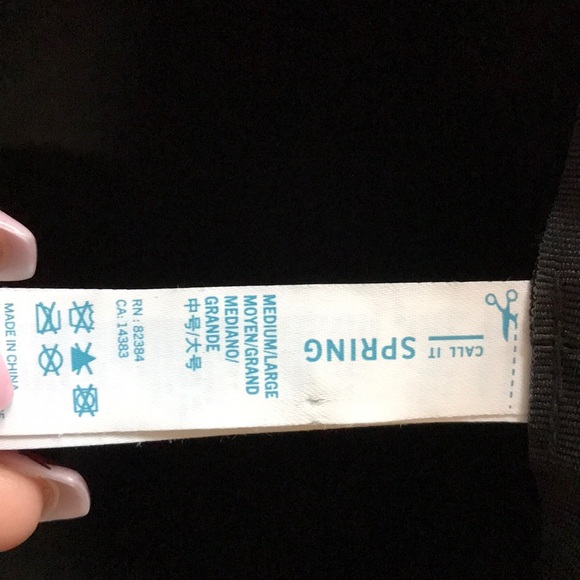 CALL IT
SPRING
MEDIUM/LARGE
MOYEN/GRAND
MEDIANO/
GRANDE
中号/大号
RN : 82384
CA: 14383
MADE IN CHINA